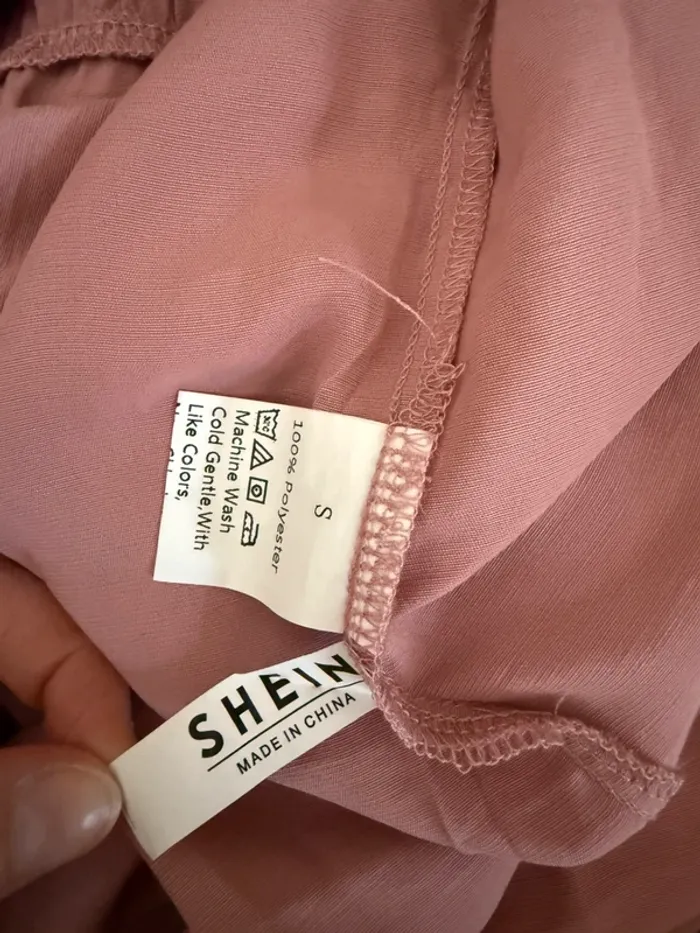 S
100% polyester
Machine Wash
Cold Gentle,With
Like Colors,
SHEIN
MADE IN CHINA